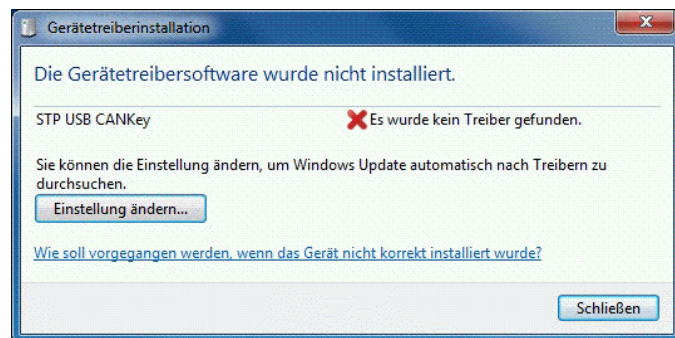 Gerätetreiberinstallation
Die Gerätetreibersoftware wurde nicht installiert.
STP USB CANKey Es wurde kein Treiber gefunden.
Sie können die Einstellung ändern, um Windows Update automatisch nach Treibern zu
durchsuchen.
Einstellung ändern...
Wie soll vorgegangen werden, wenn das Gerät nicht korrekt installiert wurde?
Schließen